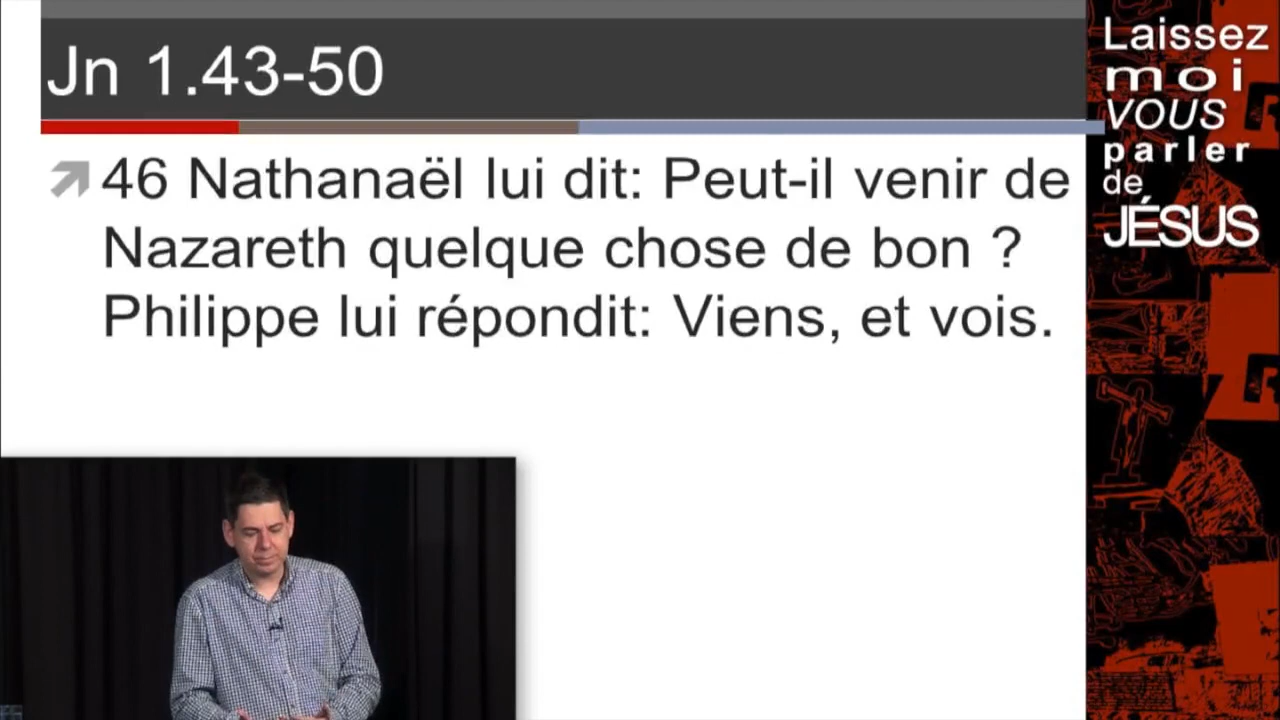 Jn 1.43-50
46 Nathanaël lui dit: Peut-il venir de
Nazareth quelque chose de bon ?
Philippe lui répondit: Viens, et vois.
Laissez
moi
VOUS
parler
de
JÉSUS